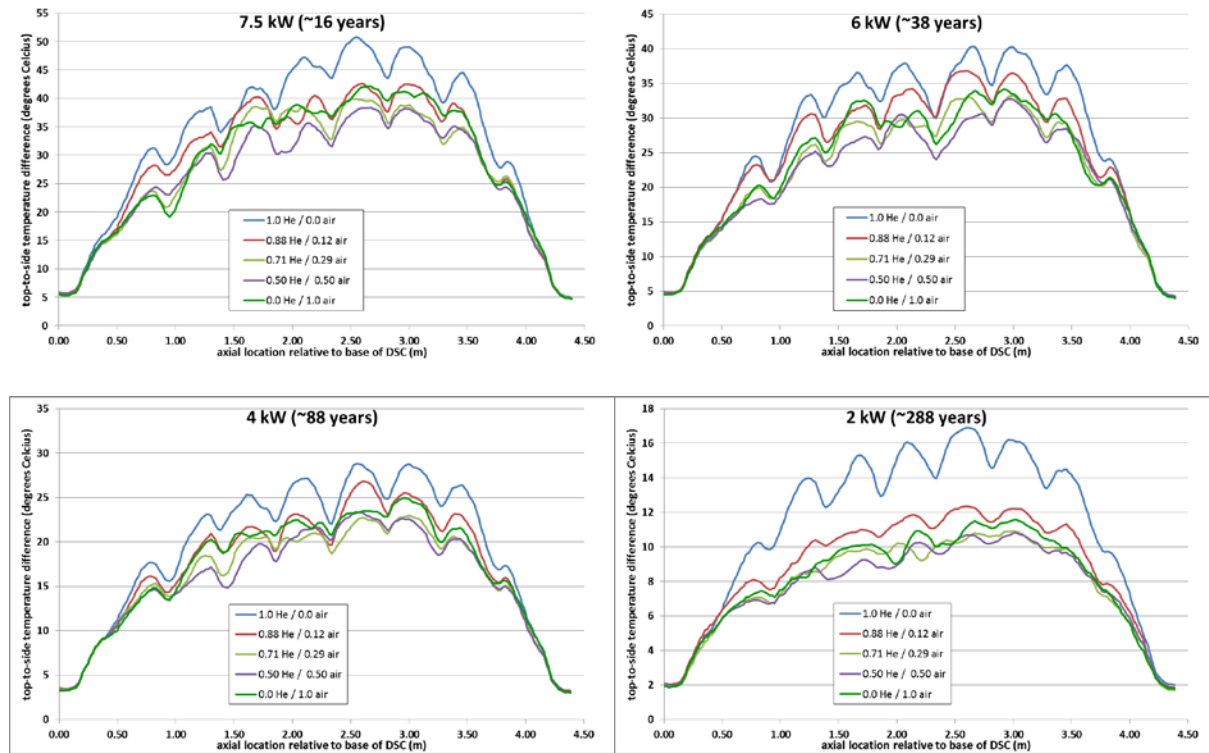 7.5 kW (~16 years)
top-to-side temperature difference (degrees Celcius)
55
50
45
40
35
30
25
20
15
10
5
0
1.0 He / 0.0 air
0.88 He / 0.12 air
0.71 He / 0.29 air
0.50 He / 0.50 air
0.0 He / 1.0 air
0.00 0.50 1.00 1.50 2.00 2.50 3.00 3.50 4.00 4.50
axial location relative to base of DSC (m)
6 kW (~38 years)
top-to-side temperature difference (degrees Celcius)
45
40
35
30
25
20
15
10
5
0
1.0 He / 0.0 air
0.88 He / 0.12 air
0.71 He / 0.29 air
0.50 He / 0.50 air
0.0 He / 1.0 air
0.00 0.50 1.00 1.50 2.00 2.50 3.00 3.50 4.00 4.50
axial location relative to base of DSC (m)
4 kW (~88 years)
top-to-side temperature difference (degrees Celcius)
35
30
25
20
15
10
5
0
1.0 He / 0.0 air
0.88 He / 0.12 air
0.71 He / 0.29 air
0.50 He / 0.50 air
0.0 He / 1.0 air
0.00 0.50 1.00 1.50 2.00 2.50 3.00 3.50 4.00 4.50
axial location relative to base of DSC (m)
2 kW (~288 years)
top-to-side temperature difference (degrees Celcius)
18
16
14
12
10
8
6
4
2
0
1.0 He / 0.0 air
0.88 He / 0.12 air
0.71 He / 0.29 air
0.50 He / 0.50 air
0.0 He / 1.0 air
0.00 0.50 1.00 1.50 2.00 2.50 3.00 3.50 4.00 4.50
axial location relative to base of DSC (m)